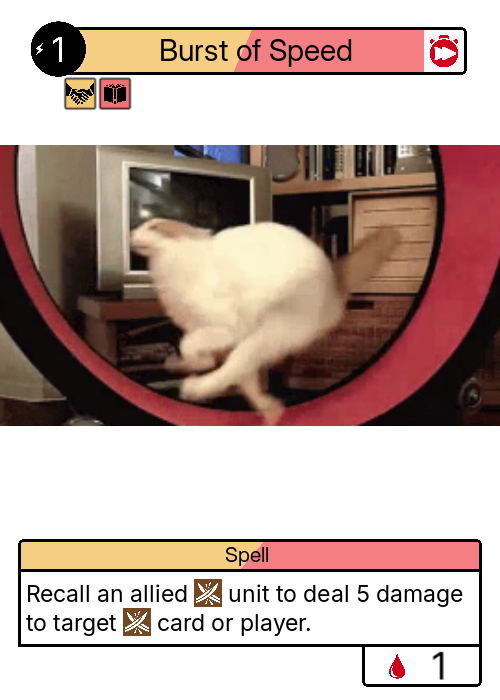 1 Burst of Speed
Spell
Recall an allied unit to deal 5 damage
to target card or player.
1